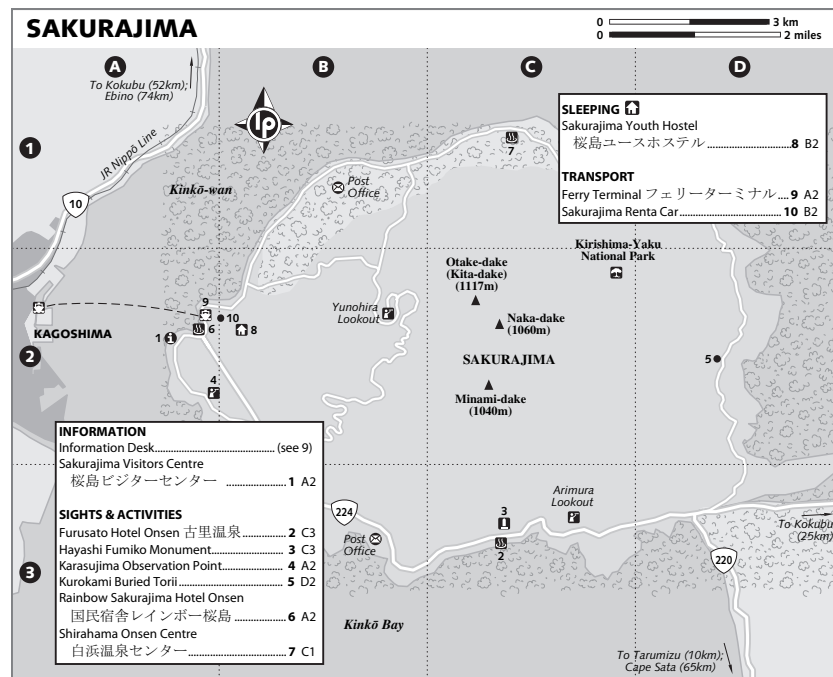 SAKURAJIMA
0 3 km
0 2 miles
A
B
C
D
To Kokubu (52km);
Ebino (74km)
JR Nippō Line
10
Kinkō-wan
lp
Post
Office
7
1
SLEEPING
Sakurajima Youth Hostel
桜島ユースホステル 8 B2
TRANSPORT
Ferry Terminal フェリーターミナル 9 A2
Sakurajima Renta Car 10 B2
Kirishima-Yaku
National Park
Otake-dake
(Kita-dake)
(1117m)
Naka-dake
(1060m)
SAKURAJIMA
Minami-dake
(1040m)
Yunohira
Lookout
KAGOSHIMA
9
10
6
8
1
4
5
2
INFORMATION
Information Desk (see 9)
Sakurajima Visitors Centre
桜島ビジターセンター 1 A2
SIGHTS & ACTIVITIES
Furusato Hotel Onsen 古里温泉 2 C3
Hayashi Fumiko Monument 3 C3
Karasujima Observation Point 4 A2
Kurokami Buried Torii 5 D2
Rainbow Sakurajima Hotel Onsen
国民宿舎レインボー桜島 6 A2
Shirahama Onsen Centre
白浜温泉センター 7 C1
3
224
Post
Office
3
2
Arimura
Lookout
To Kokubu
(25km)
220
Kinkō Bay
To Tarumizu (10km);
Cape Sata (65km)